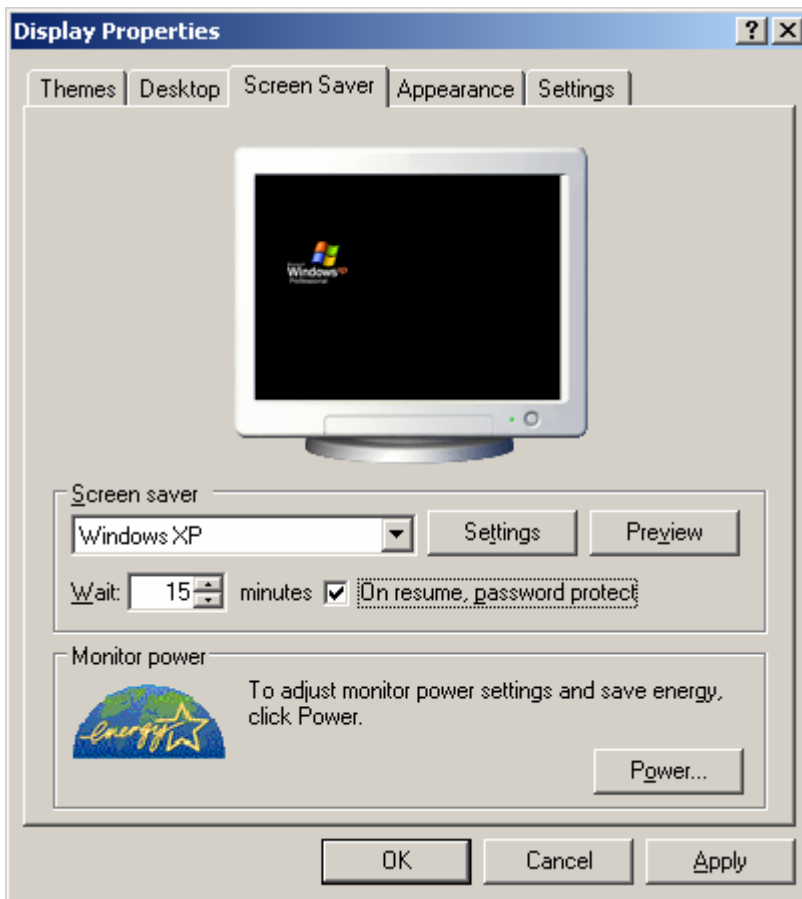 Display Properties
Themes Desktop Screen Saver Appearance Settings
Microsoft
Windows xp
Professional
Screen saver
Windows XP Settings Preview
Wait: 15 minutes On resume, password protect
Monitor power
To adjust monitor power settings and save energy,
click Power.
energy
Power...
OK Cancel Apply